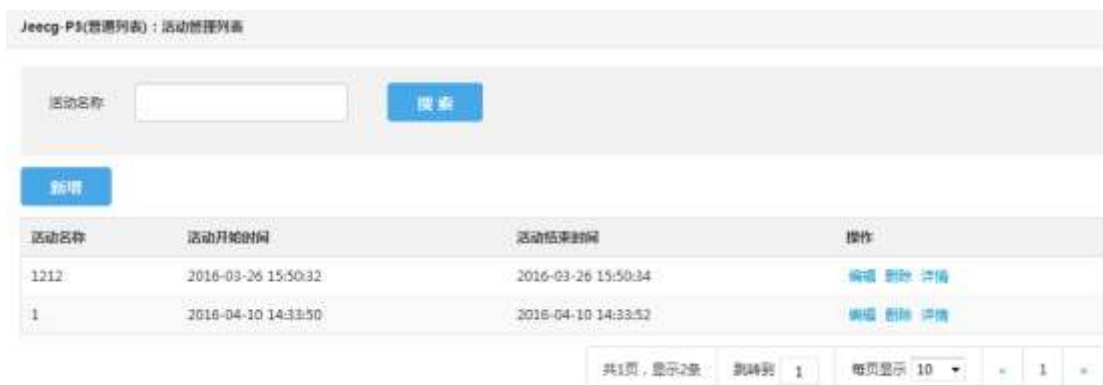 Jeecg-P3(普通列表)：活动管理列表
活动名称 搜 索
新增
活动名称 活动开始时间 活动结束时间 操作
1212 2016-03-26 15:50:32 2016-03-26 15:50:34 编辑 删除 详情
1 2016-04-10 14:33:50 2016-04-10 14:33:52 编辑 删除 详情
共1页，显示2条 跳转到 1 每页显示 10 « 1 »